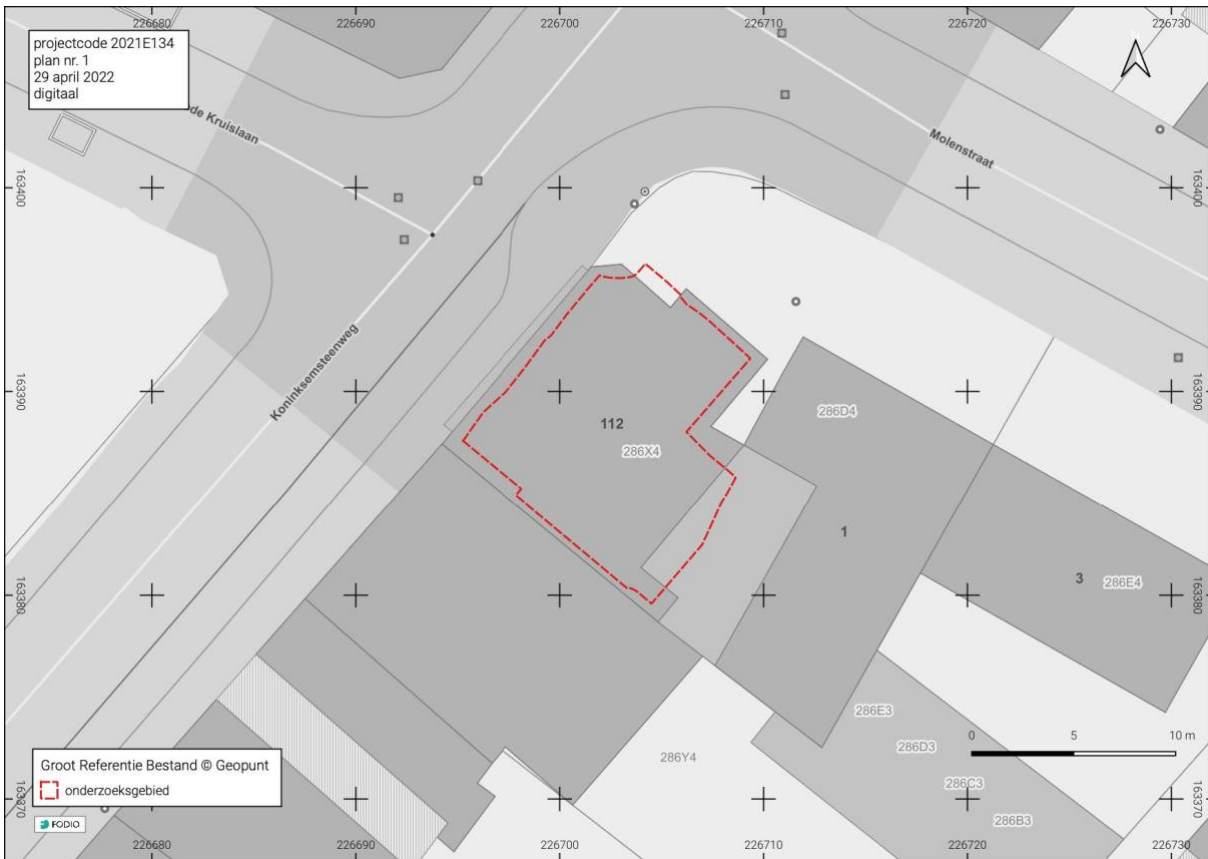 226680
226690
226700
226710
226720
226730
projectcode 2021E134
plan nr. 1
29 april 2022
digitaal
de Kruislaan
Molenstraat
163400
163400
Koninksemsteenweg
163390
163390
112
286X4
286D4
1
3
286E4
163380
163380
286E3
286D3
286Y4
286C3
286B3
0
5
10 m
Groot Referentie Bestand © Geopunt
onderzoeksgebied
FODIO
163370
163370
226680
226690
226700
226710
226720
226730